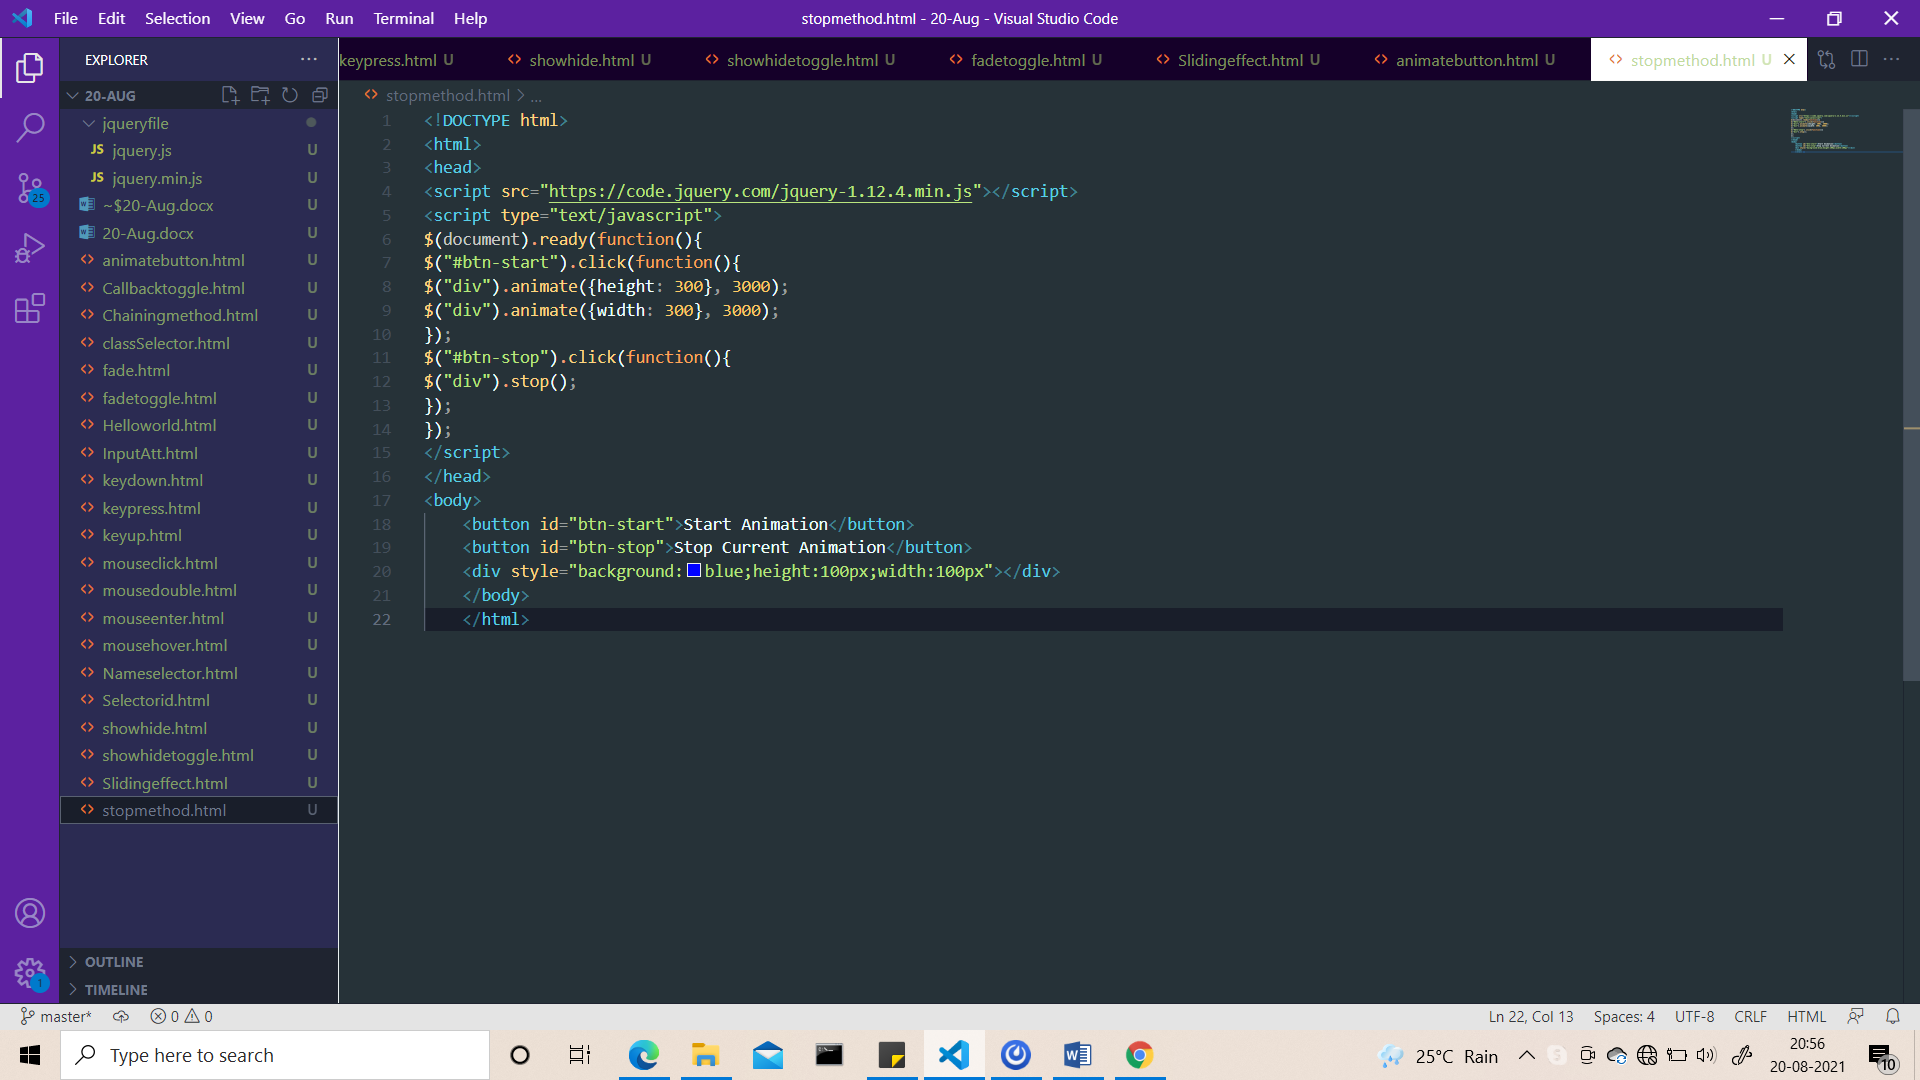 File Edit Selection View Go Run Terminal Help
stopmethod.html - 20-Aug - Visual Studio Code
EXPLORER
keypress.html U showhide.html U showhidetoggle.html U fadetoggle.html U Slidingeffect.html U animatebutton.html U stopmethod.html U
20-AUG
stopmethod.html > ...
jqueryfile
JS jquery.js U
JS jquery.min.js U
~$20-Aug.docx U
20-Aug.docx U
animatebutton.html U
Callbacktoggle.html U
Chainingmethod.html U
classSelector.html U
fade.html U
fadetoggle.html U
Helloworld.html U
InputAtt.html U
keydown.html U
keypress.html U
keyup.html U
mouseclick.html U
mousedouble.html U
mouseenter.html U
mousehover.html U
Nameselector.html U
Selectorid.html U
showhide.html U
showhidetoggle.html U
Slidingeffect.html U
stopmethod.html U
OUTLINE
TIMELINE
25
1
1 <!DOCTYPE html>
2 <html>
3 <head>
4 <script src="https://code.jquery.com/jquery-1.12.4.min.js"></script>
5 <script type="text/javascript">
6 $(document).ready(function(){
7 $("#btn-start").click(function(){
8 $("div").animate({height: 300}, 3000);
9 $("div").animate({width: 300}, 3000);
10 });
11 $("#btn-stop").click(function(){
12 $("div").stop();
13 });
14 });
15 </script>
16 </head>
17 <body>
18 <button id="btn-start">Start Animation</button>
19 <button id="btn-stop">Stop Current Animation</button>
20 <div style="background:blue;height:100px;width:100px"></div>
21 </body>
22 </html>
master* 0 0
Ln 22, Col 13 Spaces: 4 UTF-8 CRLF HTML
Type here to search
25°C Rain
20:56
20-08-2021
10